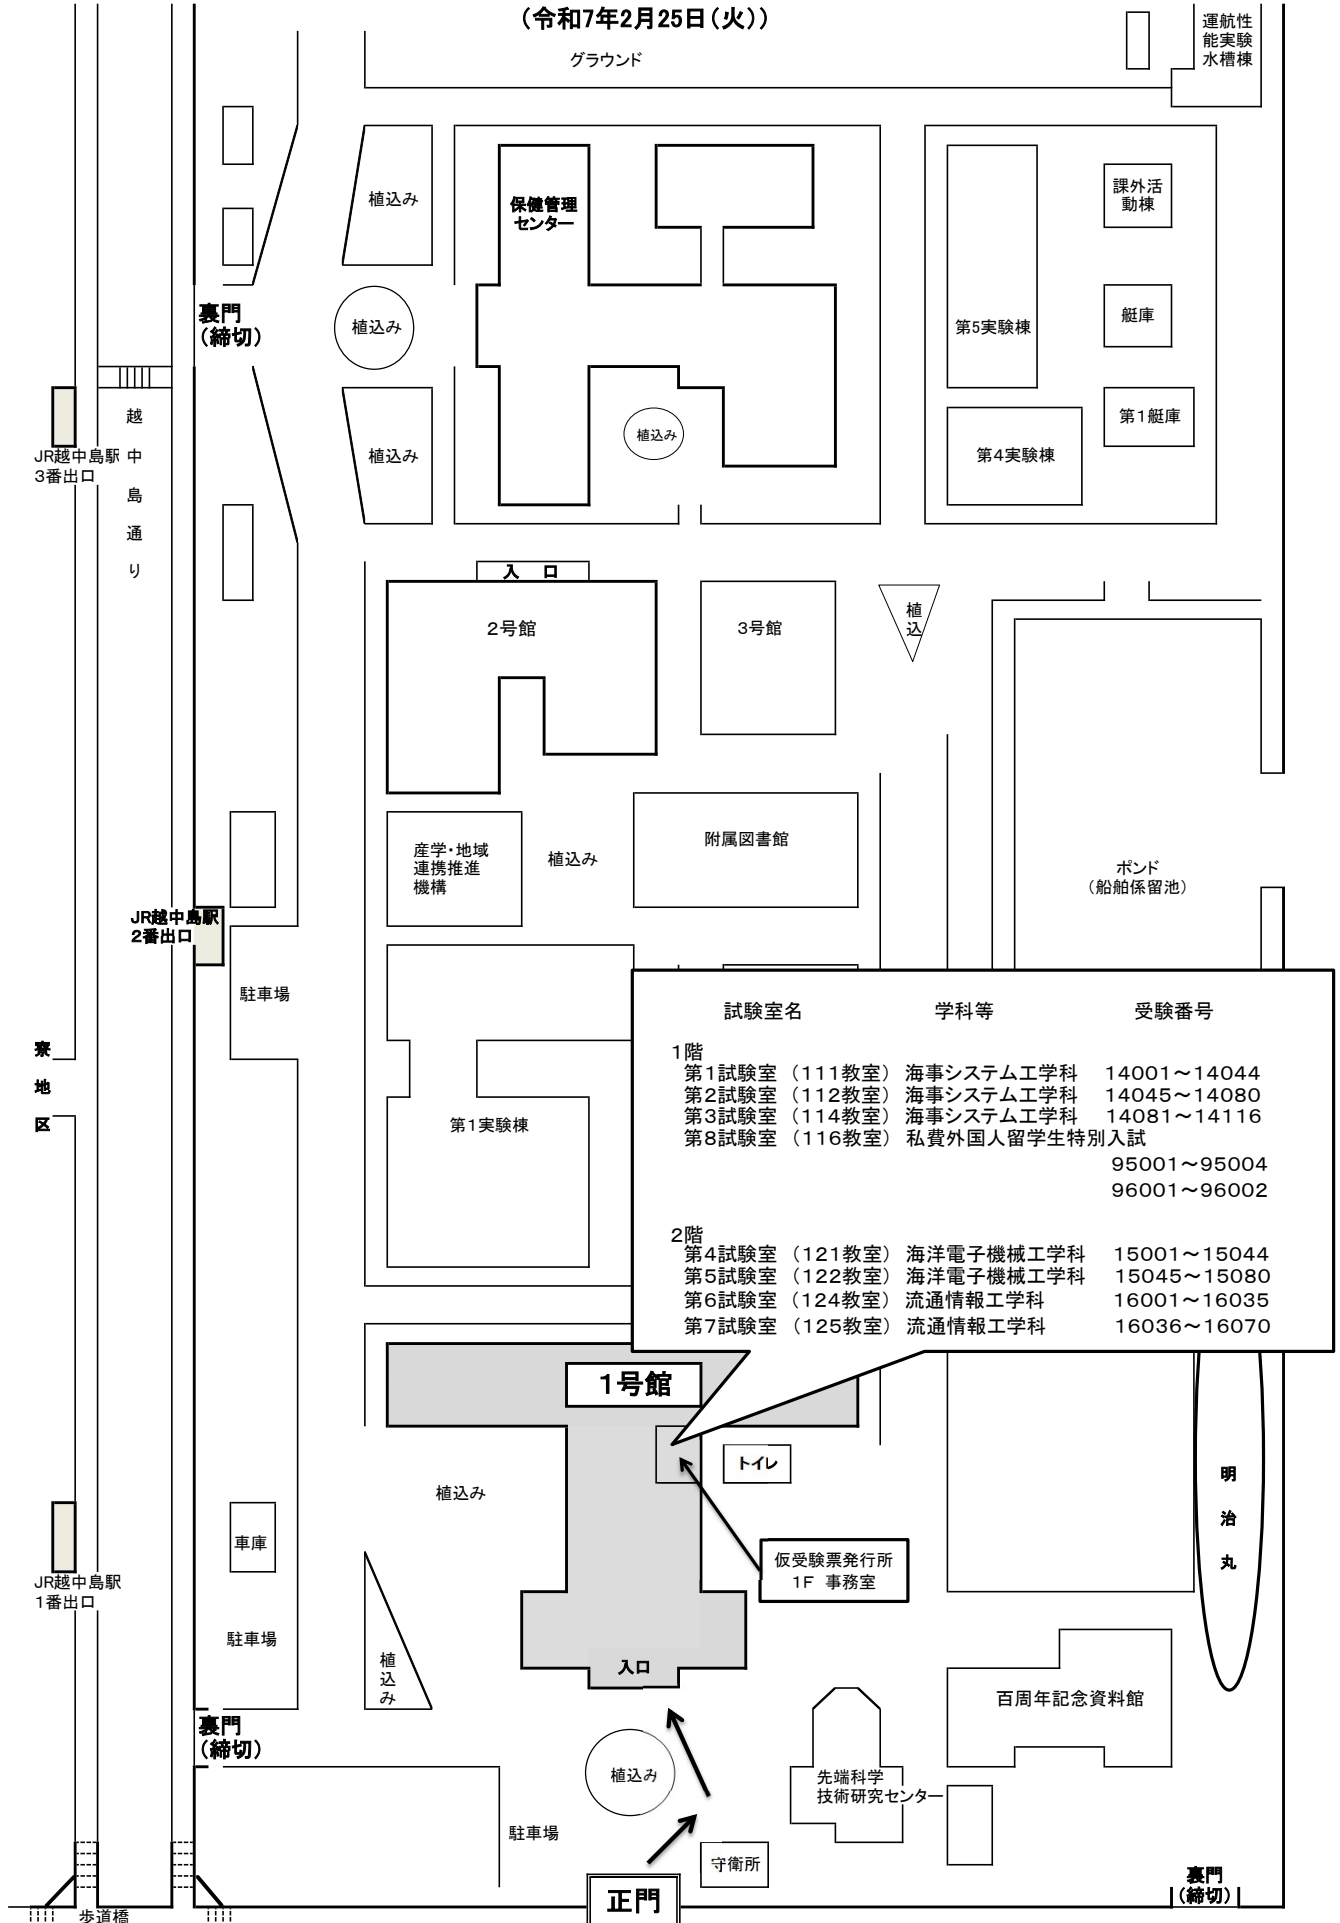 （令和7年2月25日（火））
運航性
能実験
水槽棟
グラウンド
植込み
保健管理
センター
課外活
動棟
裏門
（締切）
植込み
第5実験棟
艇庫
越中島通り
植込み
植込み
第1艇庫
第4実験棟
JR越中島駅
3番出口
入　口
2号館
3号館
植込
産学・地域
連携推進
機構
植込み
附属図書館
ポンド
（船舶係留池）
JR越中島駅
2番出口
駐車場
寮地区
第1実験棟
試験室名　学科等　受験番号
1階
第1試験室 （111教室） 海事システム工学科 14001～14044
第2試験室 （112教室） 海事システム工学科 14045～14080
第3試験室 （114教室） 海事システム工学科 14081～14116
第8試験室 （116教室） 私費外国人留学生特別入試
95001～95004
96001～96002
2階
第4試験室 （121教室） 海洋電子機械工学科 15001～15044
第5試験室 （122教室） 海洋電子機械工学科 15045～15080
第6試験室 （124教室） 流通情報工学科 16001～16035
第7試験室 （125教室） 流通情報工学科 16036～16070
1号館
トイレ
植込み
明治丸
車庫
仮受験票発行所
1F 事務室
JR越中島駅
1番出口
駐車場
植込み
入口
百周年記念資料館
裏門
（締切）
植込み
先端科学
技術研究センター
駐車場
守衛所
正門
裏門
（締切）
歩道橋